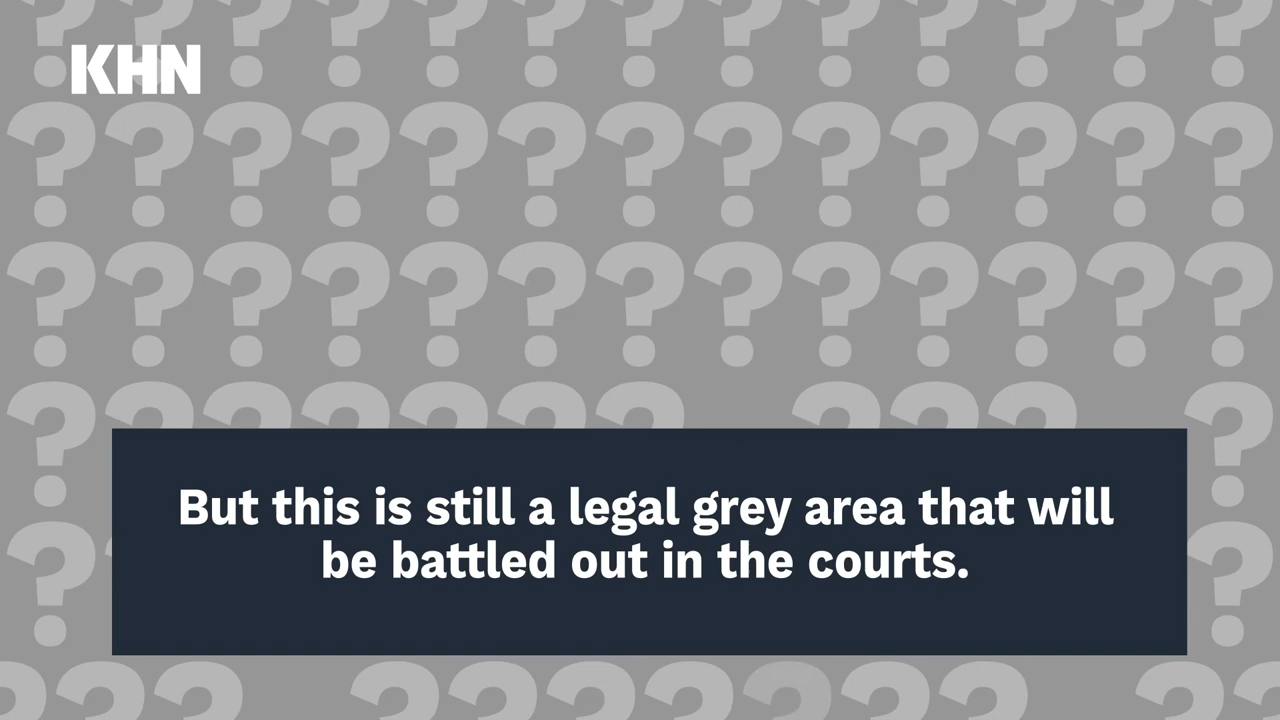 KHN
But this is still a legal grey area that will
be battled out in the courts.